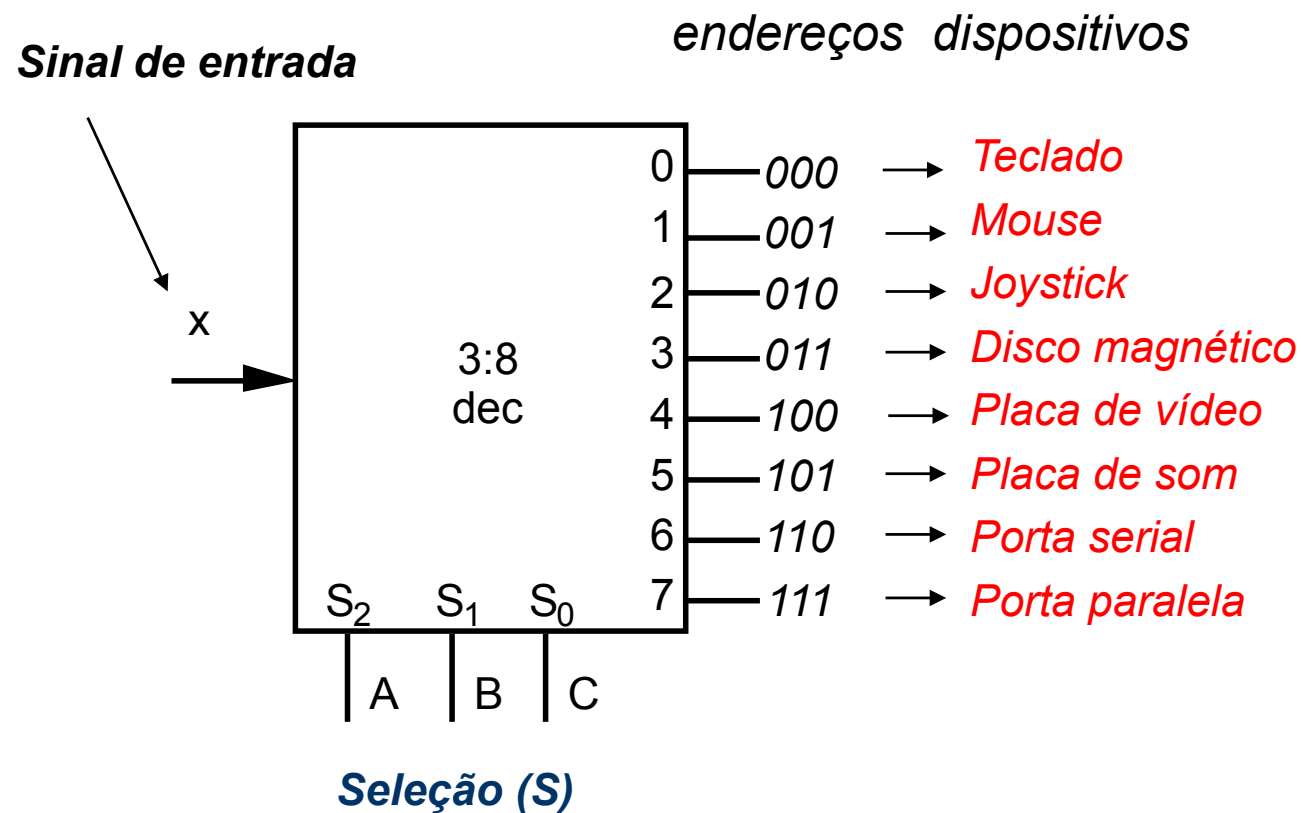 endereços dispositivos
Sinal de entrada
0 000 Teclado
1 001 Mouse
2 010 Joystick
x
3 011 Disco magnético
3:8
dec
4 100 Placa de vídeo
5 101 Placa de som
6 110 Porta serial
7 111 Porta paralela
S2 S1 S0
A B C
Seleção (S)